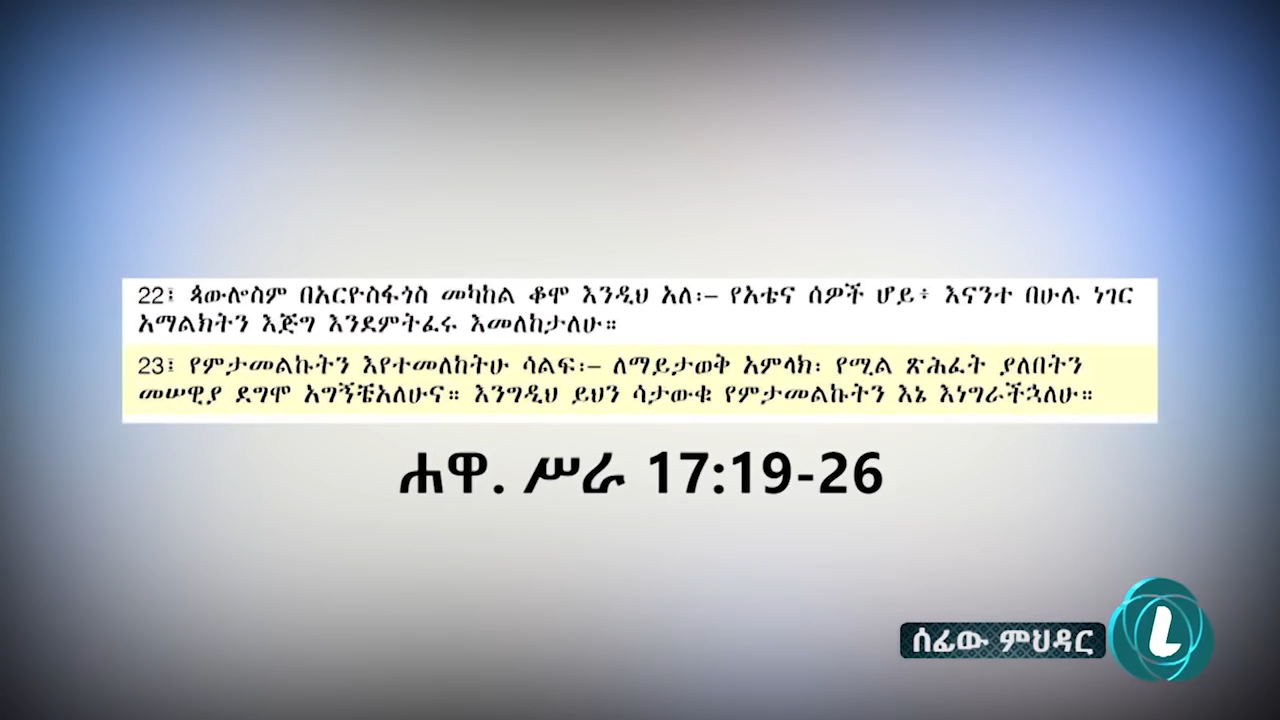 22፤ ጳውሎስም በአርዮስፋጎስ መካከል ቆሞ እንዲህ አለ፡– የአቴና ሰዎች ሆይ፥ እናንተ በሁሉ ነገር
አማልክትን እጅግ እንደምትፈሩ እመለከታለሁ።
23፤ የምታመልኩትን እየተመለከትሁ ሳልፍ፡– ለማይታወቅ አምላክ፡ የሚል ጽሕፈት ያለበትን
መሠዊያ ደግሞ አግኝቼአለሁና። እንግዲህ ይህን ሳታውቁ የምታመልኩትን እኔ እነግራችኋለሁ።
ሐዋ. ሥራ 17:19-26
ሰፊው ምህዳር
L